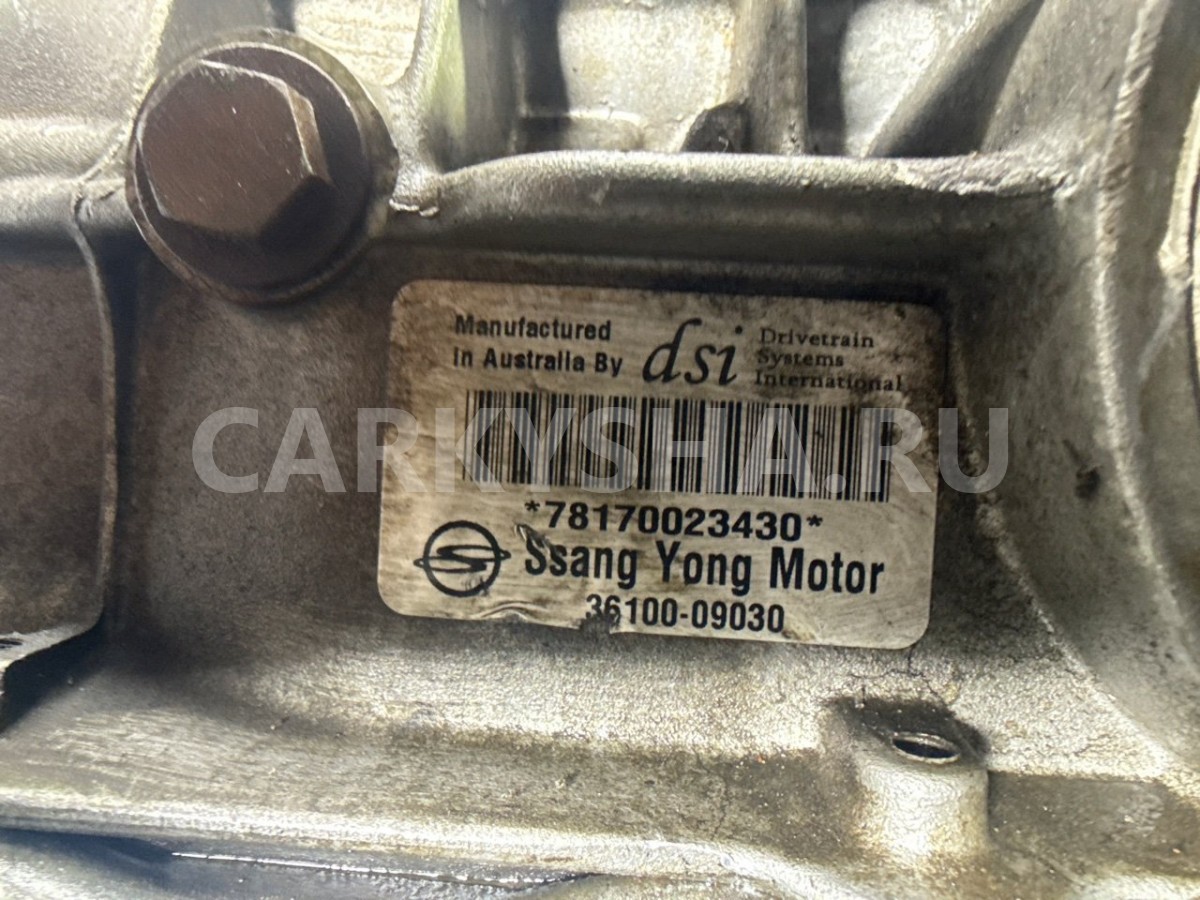 Manufactured
in Australia By
dsi
Drivetrain
Systems
International
CARKYSHA.RU
*78170023430*
Ssang Yong Motor
36100-09030